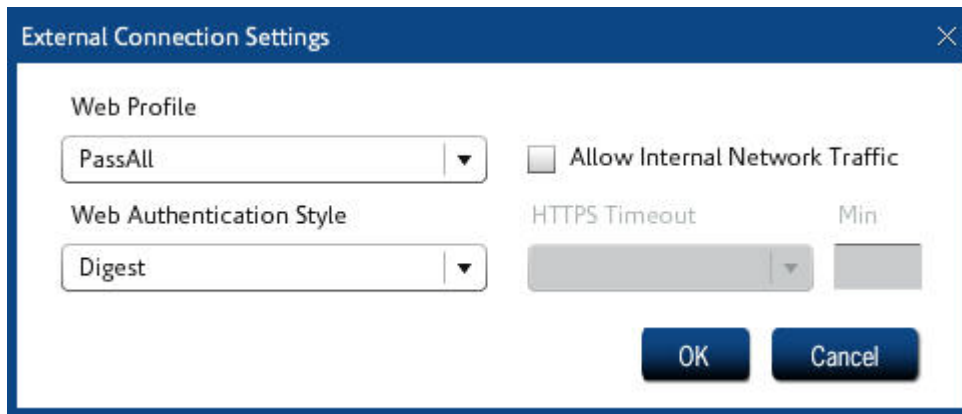 External Connection Settings
Web Profile
PassAll
Allow Internal Network Traffic
Web Authentication Style
HTTPS Timeout
Min
Digest
OK
Cancel